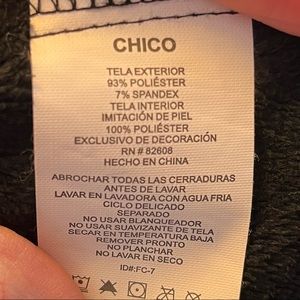 CHICO
TELA EXTERIOR
93% POLIÉSTER
7% SPANDEX
TELA INTERIOR
IMITACIÓN DE PIEL
100% POLIÉSTER
EXCLUSIVO DE DECORACIÓN
RN # 82608
HECHO EN CHINA
ABROCHAR TODAS LAS CERRADURAS
ANTES DE LAVAR
LAVAR EN LAVADORA CON AGUA FRIA
CICLO DELICADO
SEPARADO
NO USAR BLANQUEADOR
NO USAR SUAVIZANTE DE TELA
SECAR EN TEMPERATURA BAJA
REMOVER PRONTO
NO PLANCHAR
NO LAVAR EN SECO
ID#:FC-7